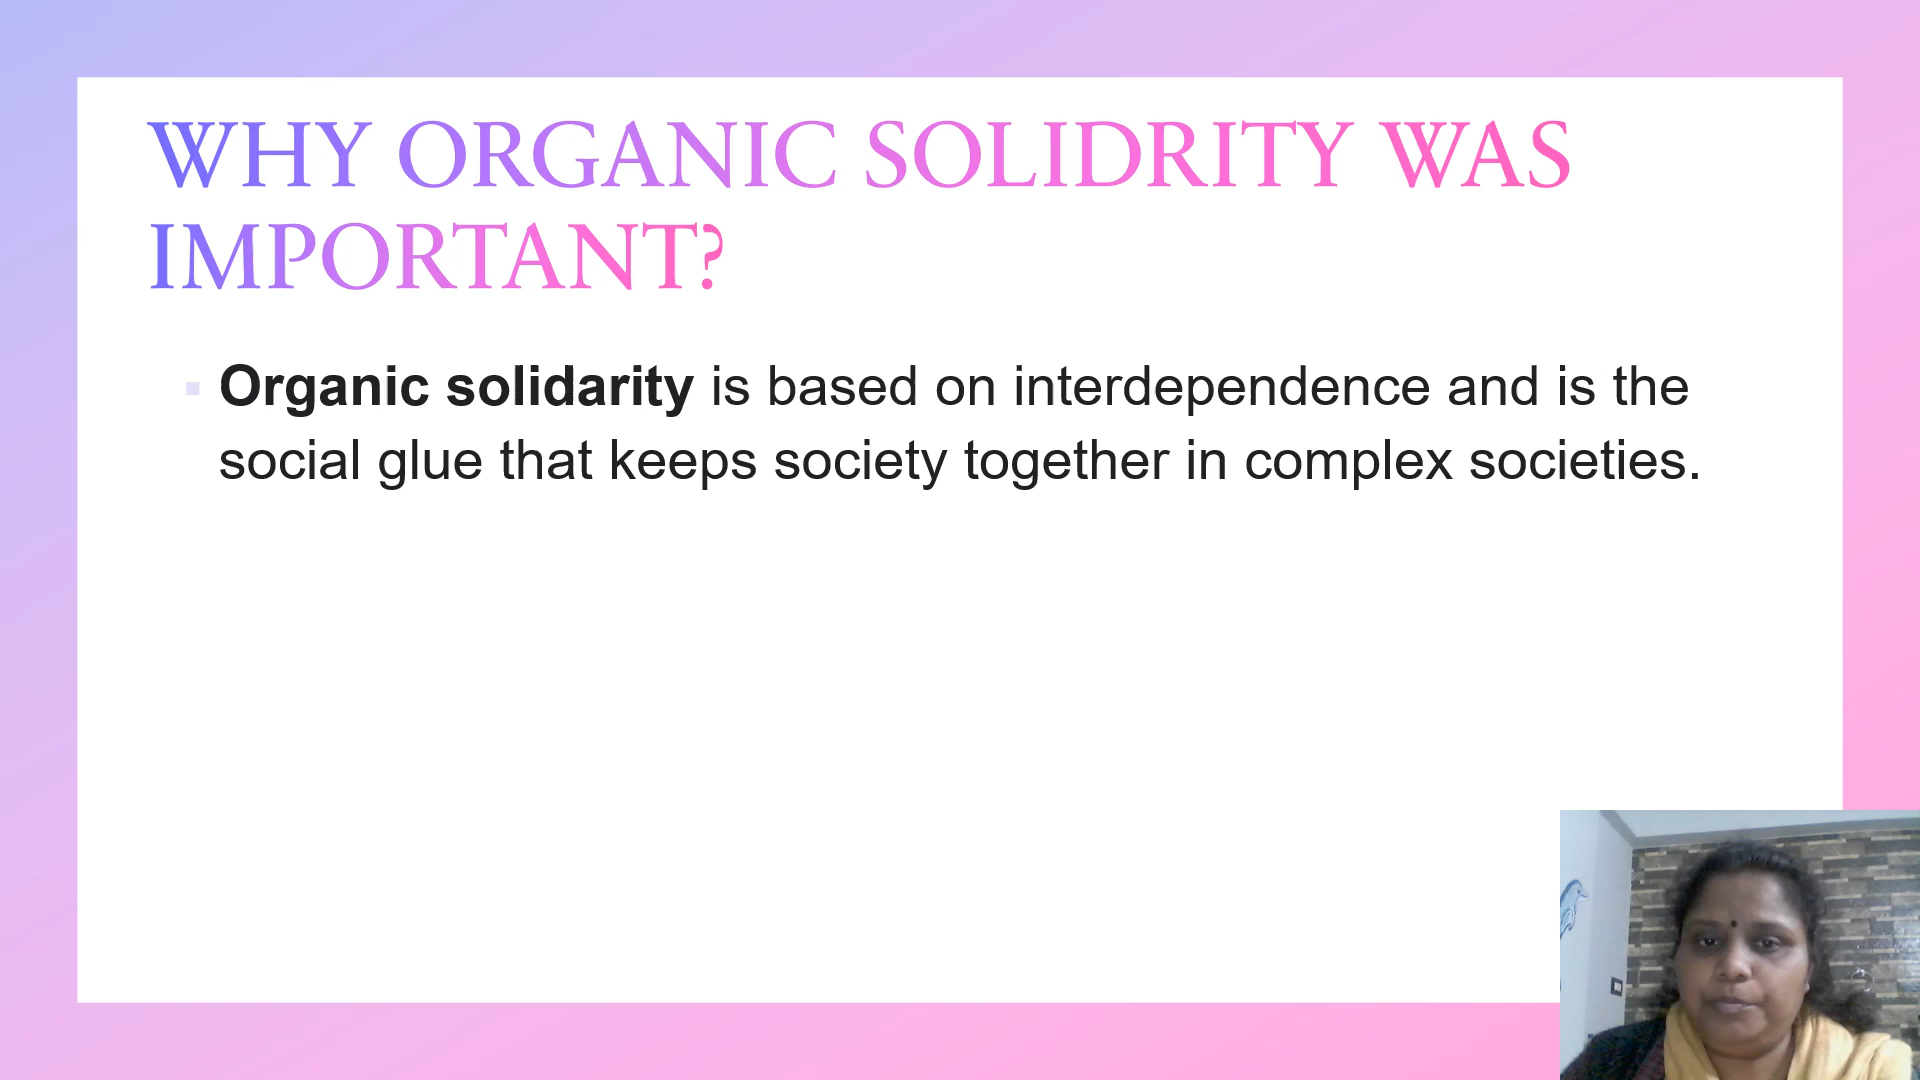 WHY ORGANIC SOLIDRITY WAS
IMPORTANT?
Organic solidarity is based on interdependence and is the
social glue that keeps society together in complex societies.